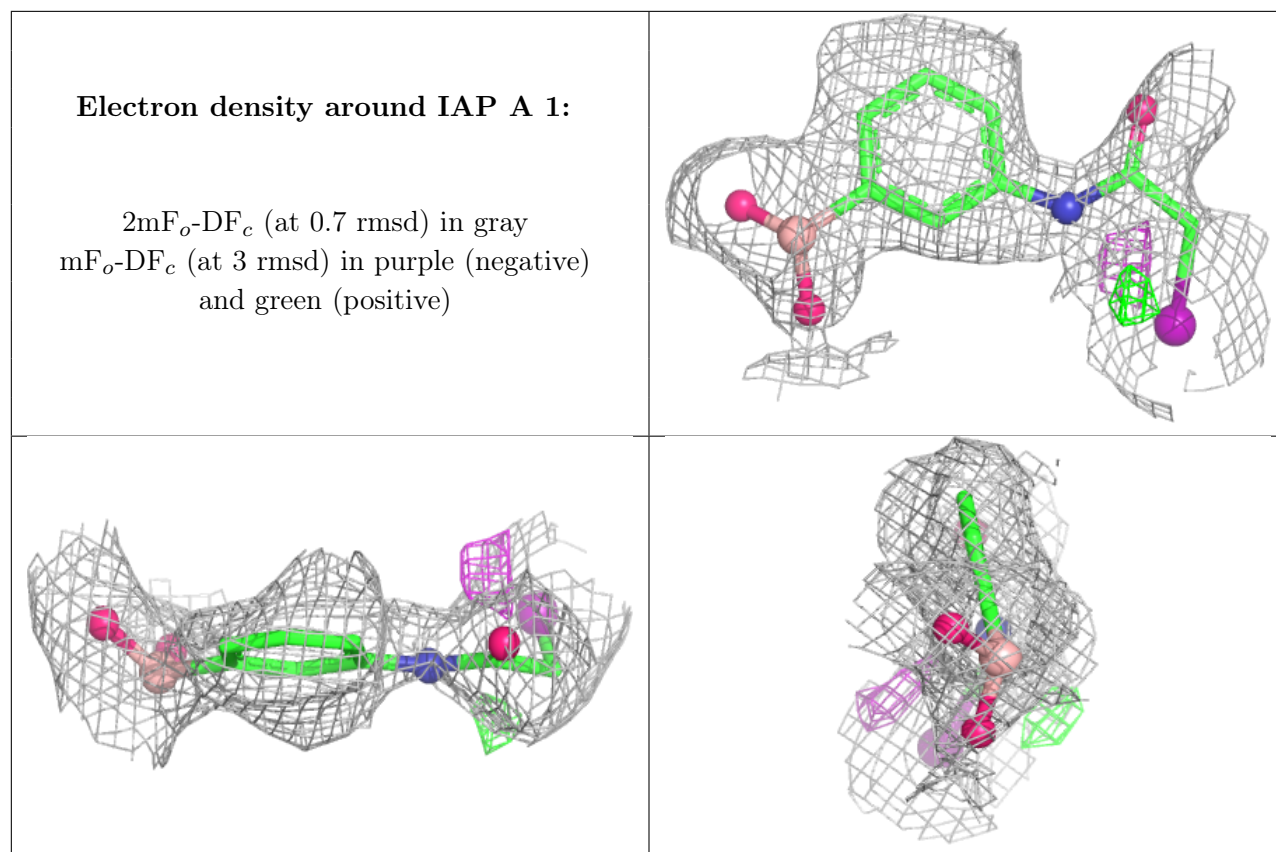 Electron density around IAP A 1:
2mFo-DFc (at 0.7 rmsd) in gray
mFo-DFc (at 3 rmsd) in purple (negative)
and green (positive)